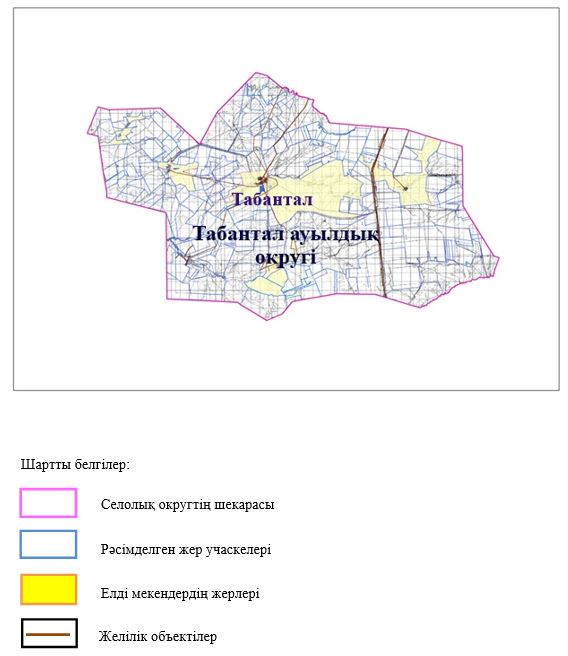 Табантал
Табантал ауылдық
округі
Шартты белгілер:
Селолық округтің шекарасы
Рәсімделген жер учаскелері
Елді мекендердің жерлері
Желілік объектілер